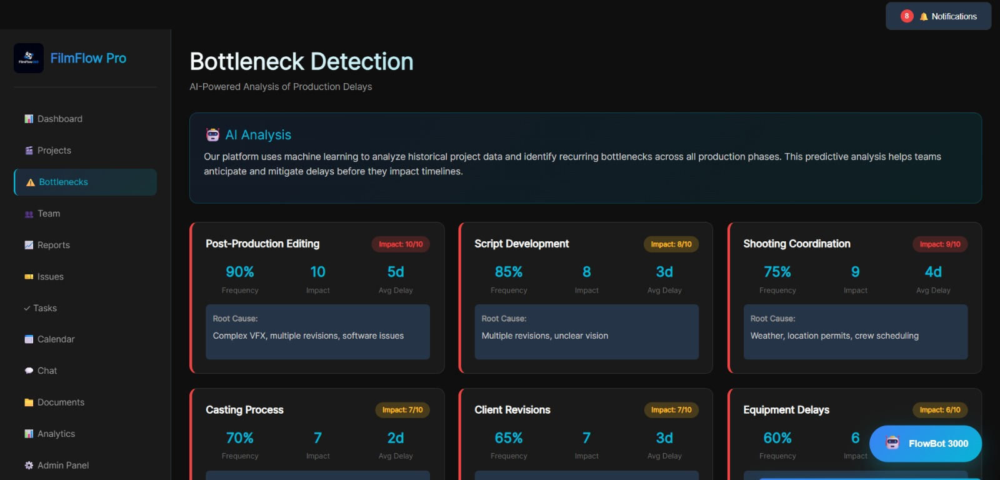 8 Notifications
FilmFlow360
FilmFlow Pro
Dashboard
Projects
Bottlenecks
Team
Reports
Issues
Tasks
Calendar
Chat
Documents
Analytics
Admin Panel
Bottleneck Detection
AI-Powered Analysis of Production Delays
AI Analysis
Our platform uses machine learning to analyze historical project data and identify recurring bottlenecks across all production phases. This predictive analysis helps teams
anticipate and mitigate delays before they impact timelines.
Post-Production Editing
Impact: 10/10
90% 10 5d
Frequency Impact Avg Delay
Root Cause:
Complex VFX, multiple revisions, software issues
Script Development
Impact: 8/10
85% 8 3d
Frequency Impact Avg Delay
Root Cause:
Multiple revisions, unclear vision
Shooting Coordination
Impact: 9/10
75% 9 4d
Frequency Impact Avg Delay
Root Cause:
Weather, location permits, crew scheduling
Casting Process
Impact: 7/10
70% 7 2d
Frequency Impact Avg Delay
Client Revisions
Impact: 7/10
65% 7 3d
Frequency Impact Avg Delay
Equipment Delays
Impact: 6/10
60% 6
Frequency Impact
FlowBot 3000